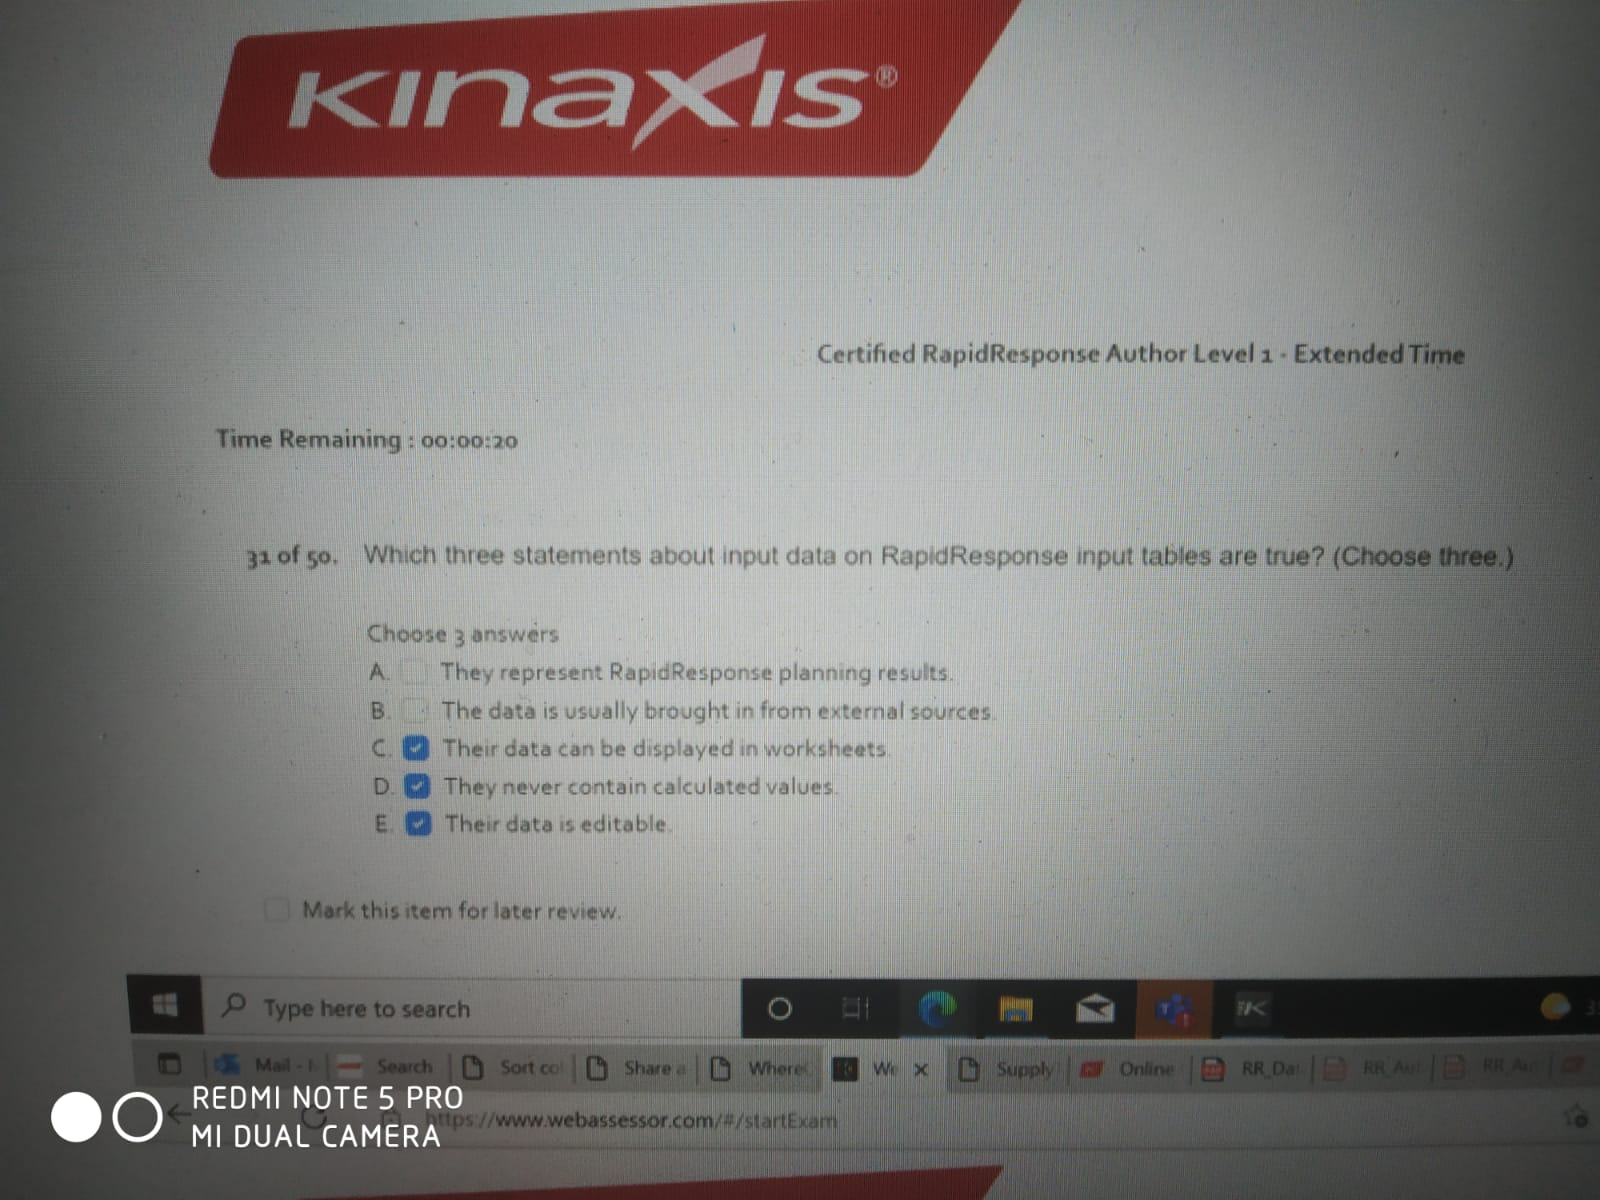 KINAXIS®
Certified RapidResponse Author Level 1 - Extended Time
Time Remaining : 00:00:20
31 of 50. Which three statements about input data on RapidResponse input tables are true? (Choose three.)
Choose 3 answers
A. They represent RapidResponse planning results.
B. The data is usually brought in from external sources.
C. Their data can be displayed in worksheets.
D. They never contain calculated values.
E. Their data is editable.
Mark this item for later review.
Type here to search
Mail - Search Sort co Share a Where We X Supply Online RR_Da RR_Aut RR_Au
https://www.webassessor.com/#/startExam
REDMI NOTE 5 PRO
MI DUAL CAMERA